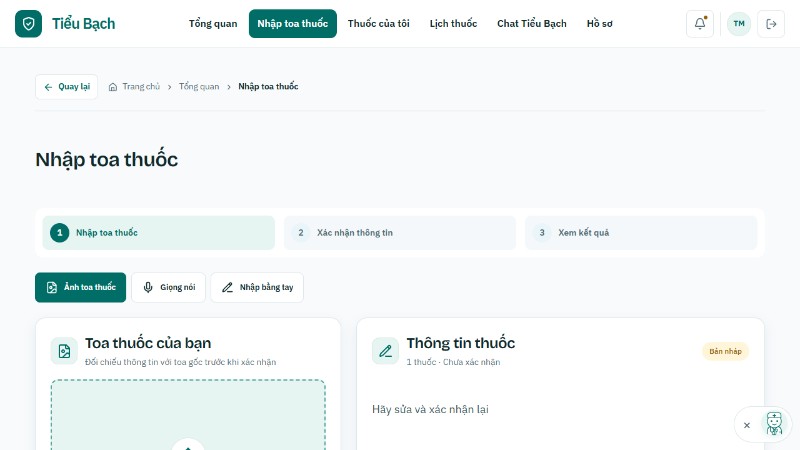 Tiểu Bạch
Tổng quan
Nhập toa thuốc
Thuốc của tôi
Lịch thuốc
Chat Tiểu Bạch
Hồ sơ
TM
Quay lại
Trang chủ
Tổng quan
Nhập toa thuốc
Nhập toa thuốc
1 Nhập toa thuốc
2 Xác nhận thông tin
3 Xem kết quả
Ảnh toa thuốc
Giọng nói
Nhập bằng tay
Toa thuốc của bạn
Đối chiếu thông tin với toa gốc trước khi xác nhận
Thông tin thuốc
1 thuốc · Chưa xác nhận
Bản nháp
Hãy sửa và xác nhận lại